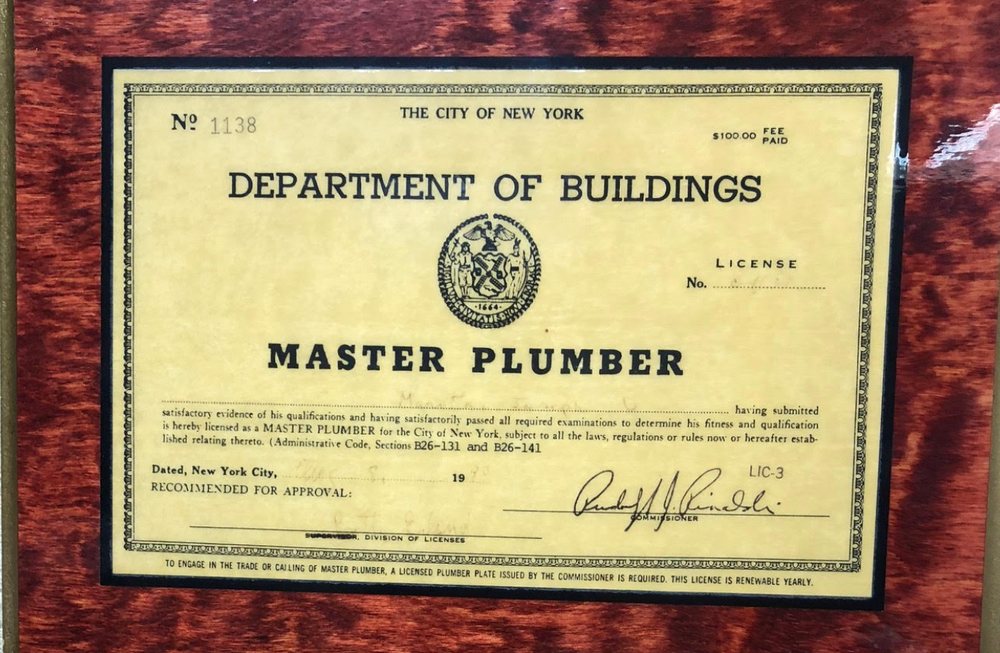 Nº 1138
THE CITY OF NEW YORK
$100.00 FEE PAID
DEPARTMENT OF BUILDINGS
1664
LICENSE
No.
MASTER PLUMBER
having submitted
satisfactory evidence of his qualifications and having satisfactorily passed all required examinations to determine his fitness and qualification
is hereby licensed as a MASTER PLUMBER for the City of New York, subject to all the laws, regulations or rules now or hereafter estab-
lished relating thereto. (Administrative Code, Sections B26-131 and B26-141
Dated, New York City, 19
RECOMMENDED FOR APPROVAL:
LIC-3
Rudolf J. Rinaldi
COMMISSIONER
SUPERVISOR, DIVISION OF LICENSES
TO ENGAGE IN THE TRADE OR CALLING OF MASTER PLUMBER, A LICENSED PLUMBER PLATE ISSUED BY THE COMMISSIONER IS REQUIRED. THIS LICENSE IS RENEWABLE YEARLY.